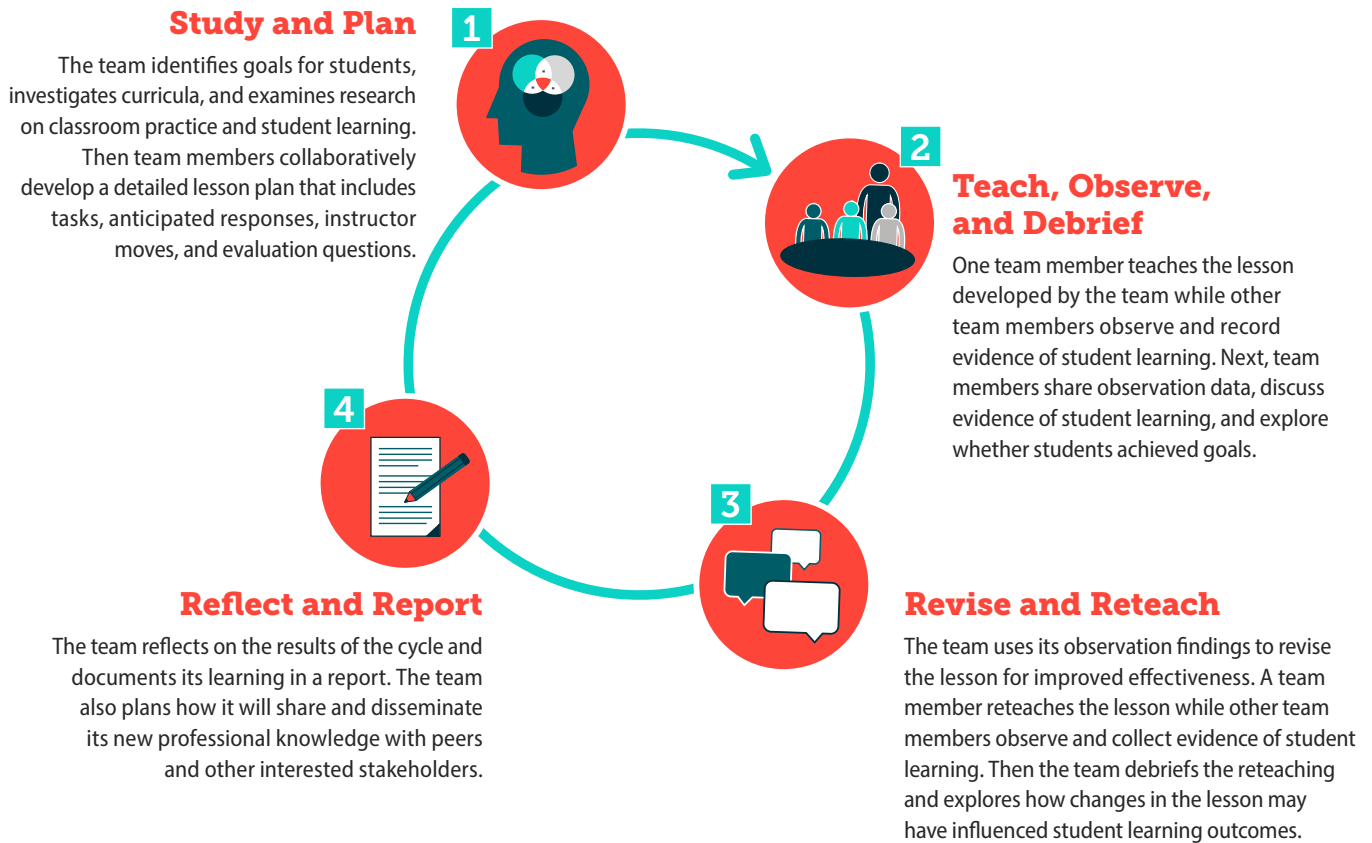 1
Study and Plan
The team identifies goals for students,
investigates curricula, and examines research
on classroom practice and student learning.
Then team members collaboratively
develop a detailed lesson plan that includes
tasks, anticipated responses, instructor
moves, and evaluation questions.
2
Teach, Observe,
and Debrief
One team member teaches the lesson
developed by the team while other
team members observe and record
evidence of student learning. Next, team
members share observation data, discuss
evidence of student learning, and explore
whether students achieved goals.
3
Revise and Reteach
The team uses its observation findings to revise
the lesson for improved effectiveness. A team
member reteaches the lesson while other team
members observe and collect evidence of student
learning. Then the team debriefs the reteaching
and explores how changes in the lesson may
have influenced student learning outcomes.
4
Reflect and Report
The team reflects on the results of the cycle and
documents its learning in a report. The team
also plans how it will share and disseminate
its new professional knowledge with peers
and other interested stakeholders.